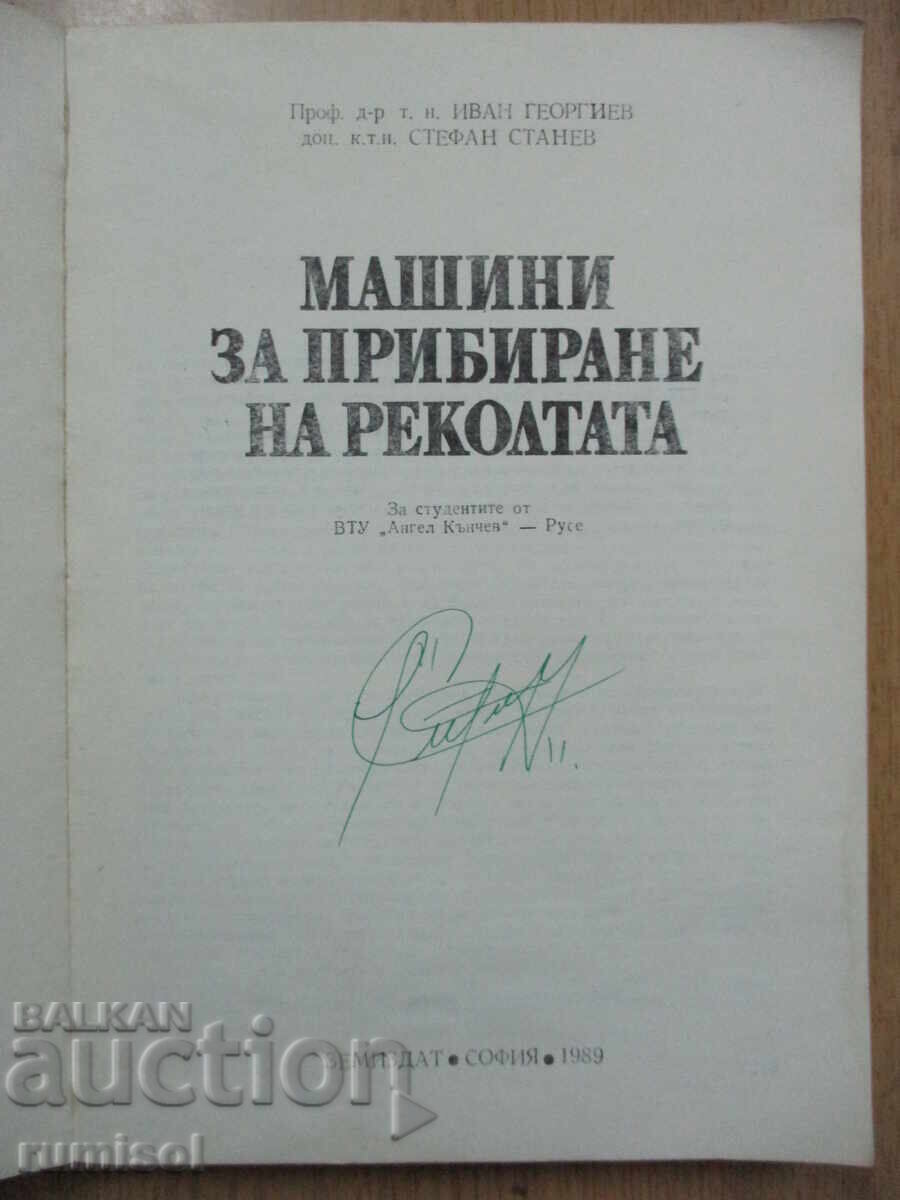 Проф. д-р т. н. ИВАН ГЕОРГИЕВ
доц. к.т.н. СТЕФАН СТАНЕВ
МАШИНИ
ЗА ПРИБИРАНЕ
НА РЕКОЛТАТА
За студентите от
ВТУ „Ангел Кънчев" — Русе
ЗЕМИЗДАТ • СОФИЯ • 1989
BALKAN
auction
rumisol